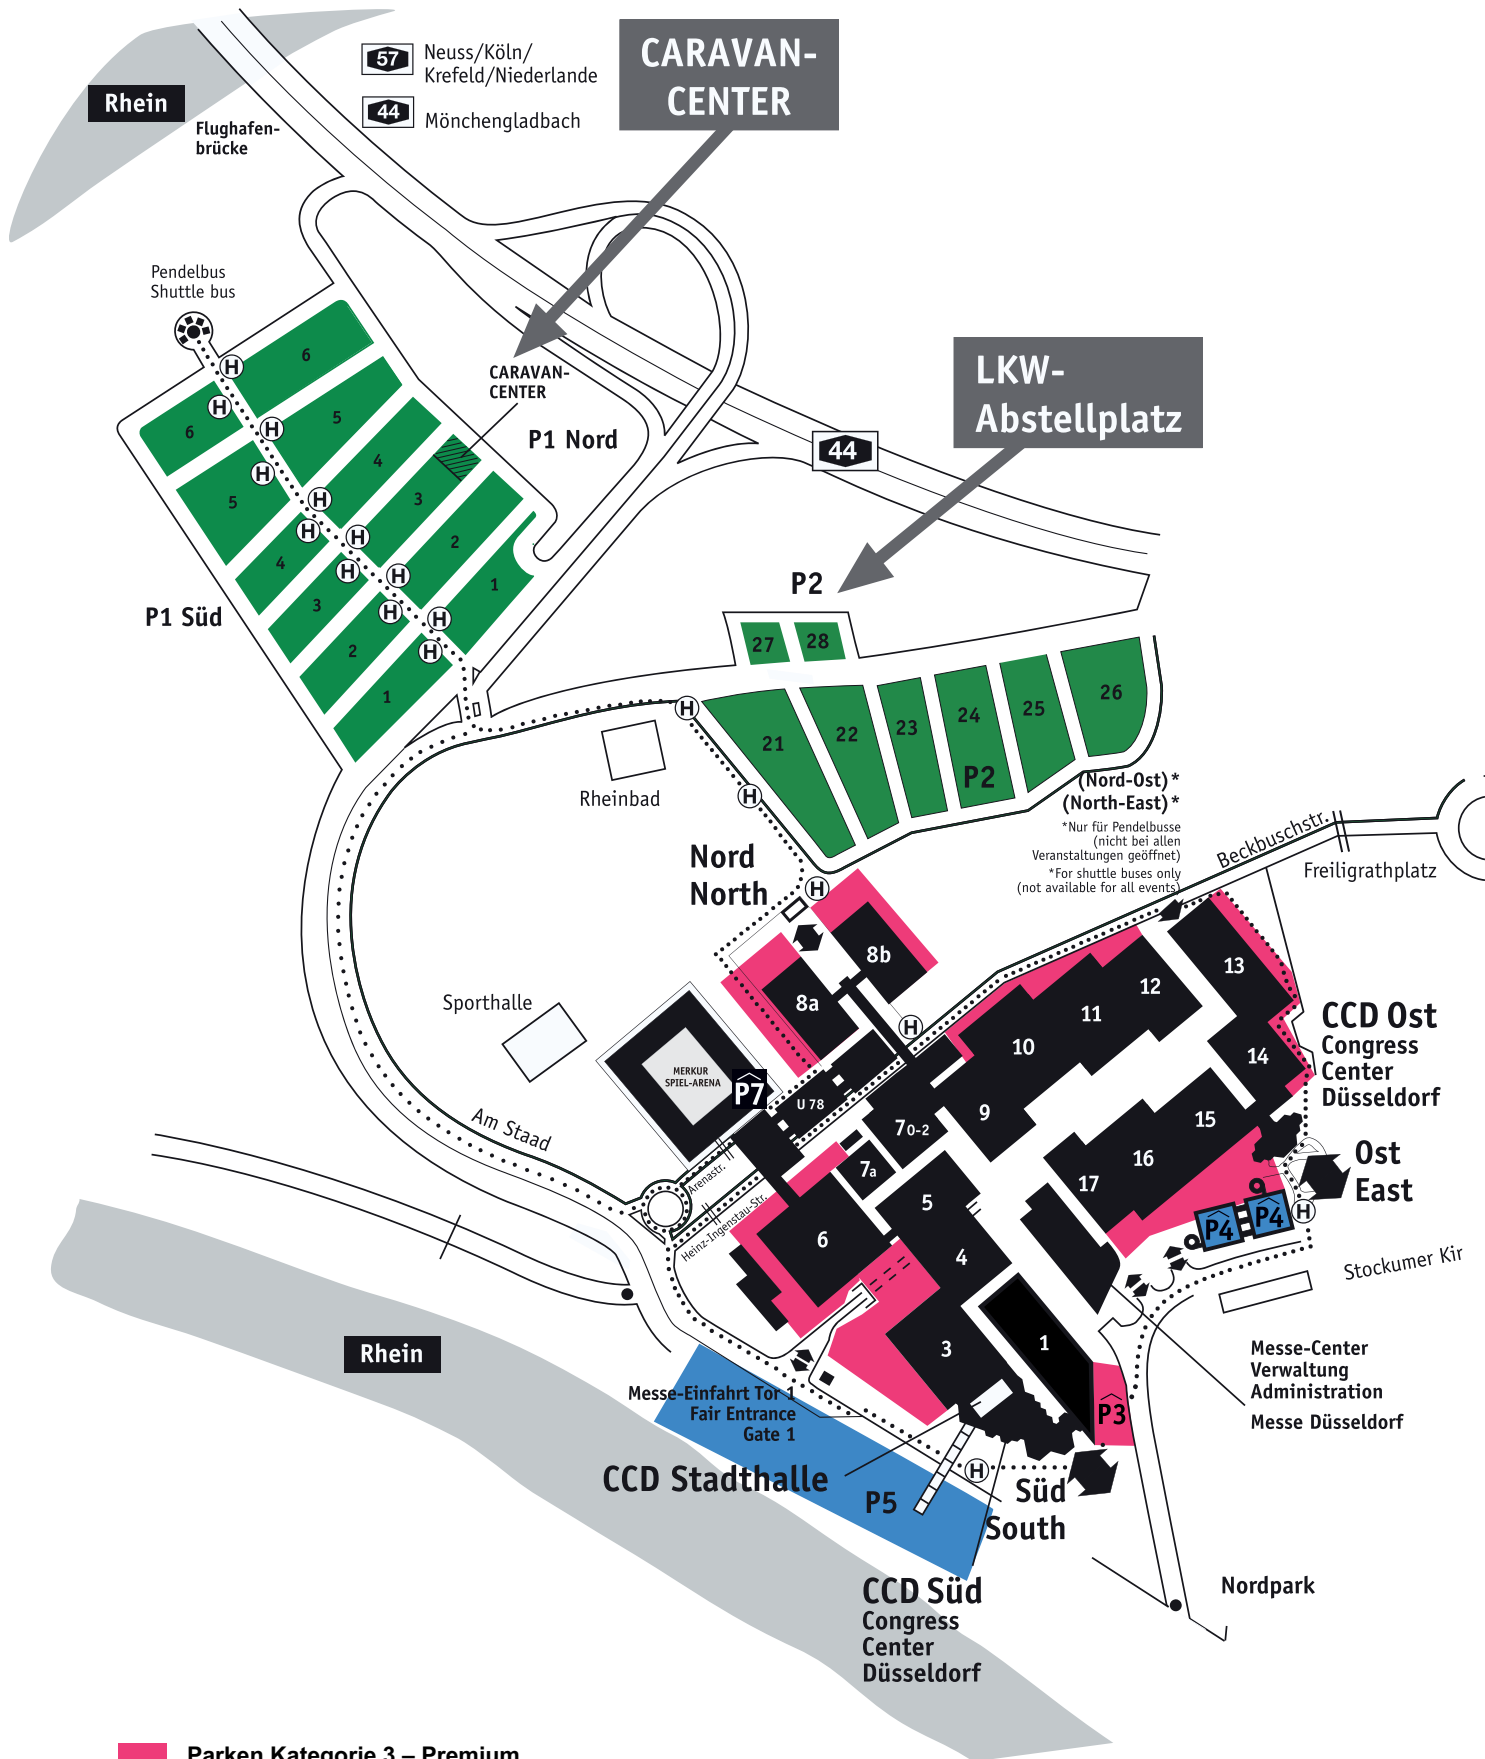 57
Neuss/Köln/
Krefeld/Niederlande
44
Mönchengladbach
CARAVAN-
CENTER
Rhein
Flughafen-
brücke
Pendelbus
Shuttle bus
CARAVAN-
CENTER
P1 Nord
LKW-
Abstellplatz
44
6
6
5
5
4
4
3
3
2
2
1
1
H
H
H
H
H
H
H
H
H
H
H
H
P1 Süd
P2
27
28
21
22
23
24
25
26
P2
H
H
Rheinbad
(Nord-Ost)*
(North-East)*
*Nur für Pendelbusse
(nicht bei allen
Veranstaltungen geöffnet)
*For shuttle buses only
(not available for all events)
Beckbuschstr.
Freiligrathplatz
Nord
North
H
8b
8a
H
13
12
11
10
14
CCD Ost
Congress
Center
Düsseldorf
Sporthalle
MERKUR
SPIEL-ARENA
P7
U 78
70-2
9
15
16
17
7a
5
6
4
3
1
Am Staad
Arenastr.
Heinz-Ingenstau-Str.
Ost
East
P4
P4
H
Stockumer Kir
Rhein
Messe-Center
Verwaltung
Administration
Messe Düsseldorf
Messe-Einfahrt Tor 1
Fair Entrance
Gate 1
P3
CCD Stadthalle
P5
H
Süd
South
CCD Süd
Congress
Center
Düsseldorf
Nordpark
Parken Kategorie 3 – Premium